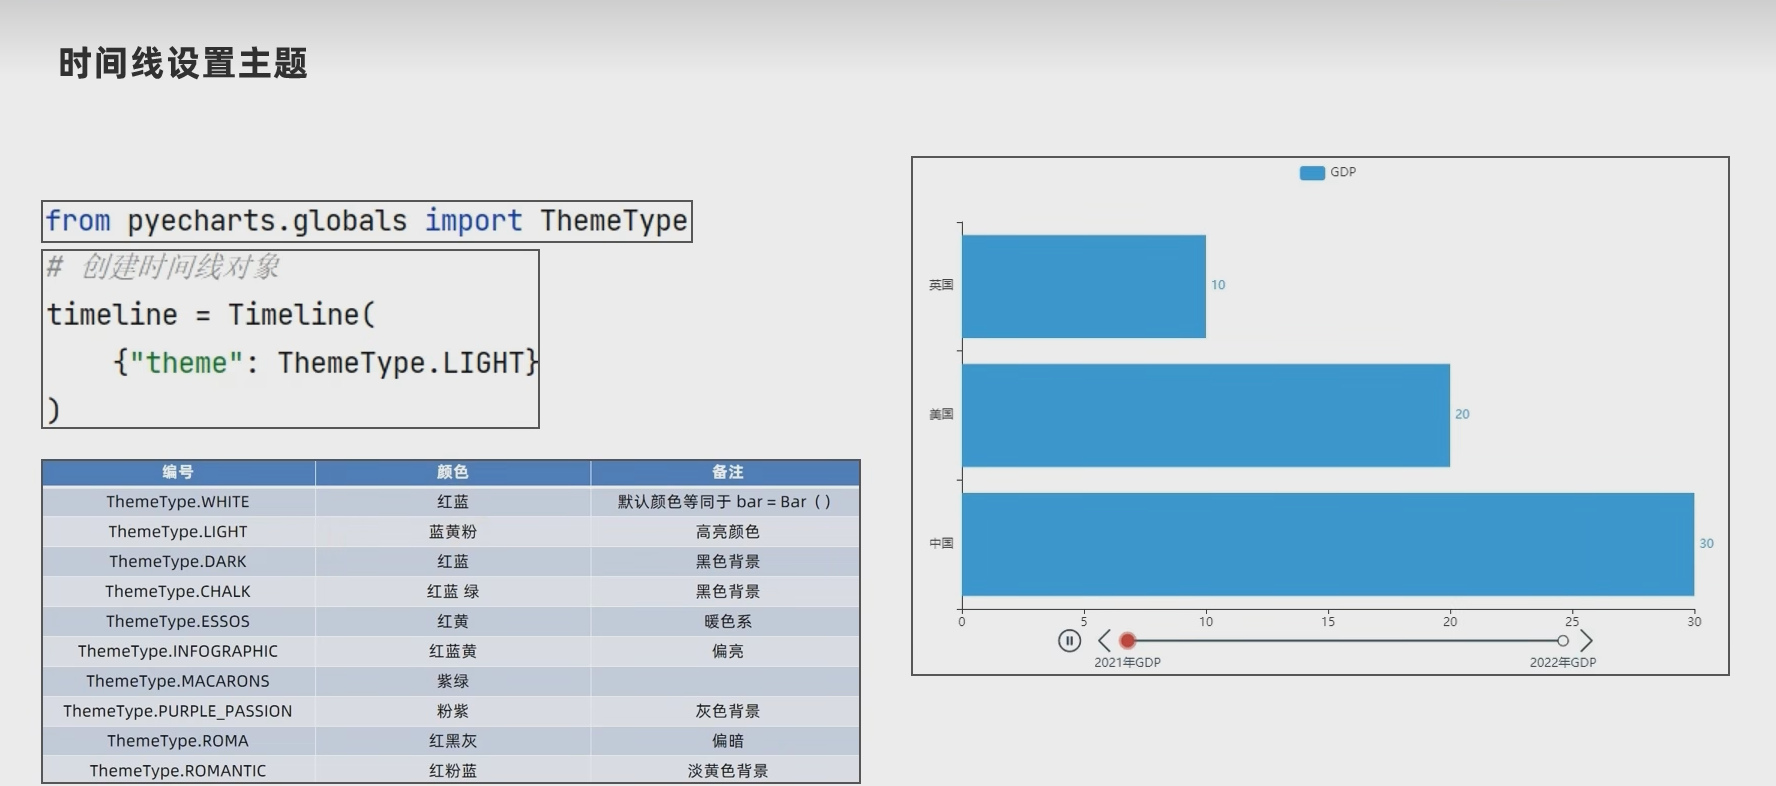 时间线设置主题
from pyecharts.globals import ThemeType
# 创建时间线对象
timeline = Timeline(
{"theme": ThemeType.LIGHT}
)
编号 颜色 备注
ThemeType.WHITE 红蓝 默认颜色等同于 bar = Bar（）
ThemeType.LIGHT 蓝黄粉 高亮颜色
ThemeType.DARK 红蓝 黑色背景
ThemeType.CHALK 红蓝 绿 黑色背景
ThemeType.ESSOS 红黄 暖色系
ThemeType.INFOGRAPHIC 红蓝黄 偏亮
ThemeType.MACARONS 紫绿
ThemeType.PURPLE_PASSION 粉紫 灰色背景
ThemeType.ROMA 红黑灰 偏暗
ThemeType.ROMANTIC 红粉蓝 淡黄色背景
GDP
英国 10
美国 20
中国 30
0 5 10 15 20 25 30
2021年GDP 2022年GDP